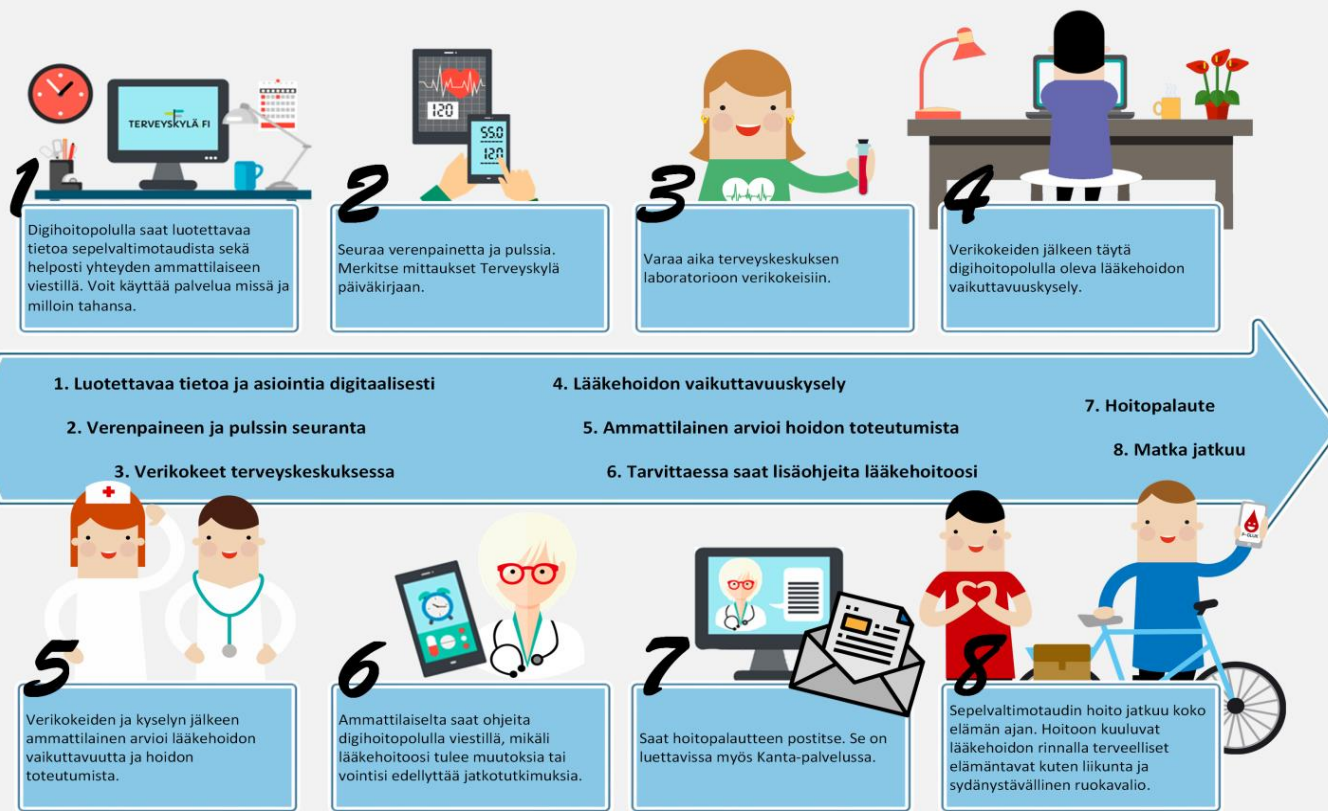 TERVEYSKYLÄ FI
120
55.0
120
1
Digihoitopolulla saat luotettavaa
tietoa sepelvaltimotaudista sekä
helposti yhteyden ammattilaiseen
viestillä. Voit käyttää palvelua missä ja
milloin tahansa.
2
Seuraa verenpainetta ja pulssia.
Merkitse mittaukset Terveyskylä
päiväkirjaan.
3
Varaa aika terveyskeskuksen
laboratorioon verikokeisiin.
4
Verikokeiden jälkeen täytä
digihoitopolulla oleva lääkehoidon
vaikuttavuuskysely.
1. Luotettavaa tietoa ja asiointia digitaalisesti
2. Verenpaineen ja pulssin seuranta
3. Verikokeet terveyskeskuksessa
4. Lääkehoidon vaikuttavuuskysely
5. Ammattilainen arvioi hoidon toteutumista
6. Tarvittaessa saat lisäohjeita lääkehoitoosi
7. Hoitopalaute
8. Matka jatkuu
5
Verikokeiden ja kyselyn jälkeen
ammattilainen arvioi lääkehoidon
vaikuttavuutta ja hoidon
toteutumista.
6
Ammattilaiselta saat ohjeita
digihoitopolulla viestillä, mikäli
lääkehoitoosi tulee muutoksia tai
vointisi edellyttää jatkotutkimuksia.
7
Saat hoitopalautteen postitse. Se on
luettavissa myös Kanta-palvelussa.
8
Sepelvaltimotaudin hoito jatkuu koko
elämän ajan. Hoitoon kuuluvat
lääkehoidon rinnalla terveelliset
elämäntavat kuten liikunta ja
sydänystävällinen ruokavalio.